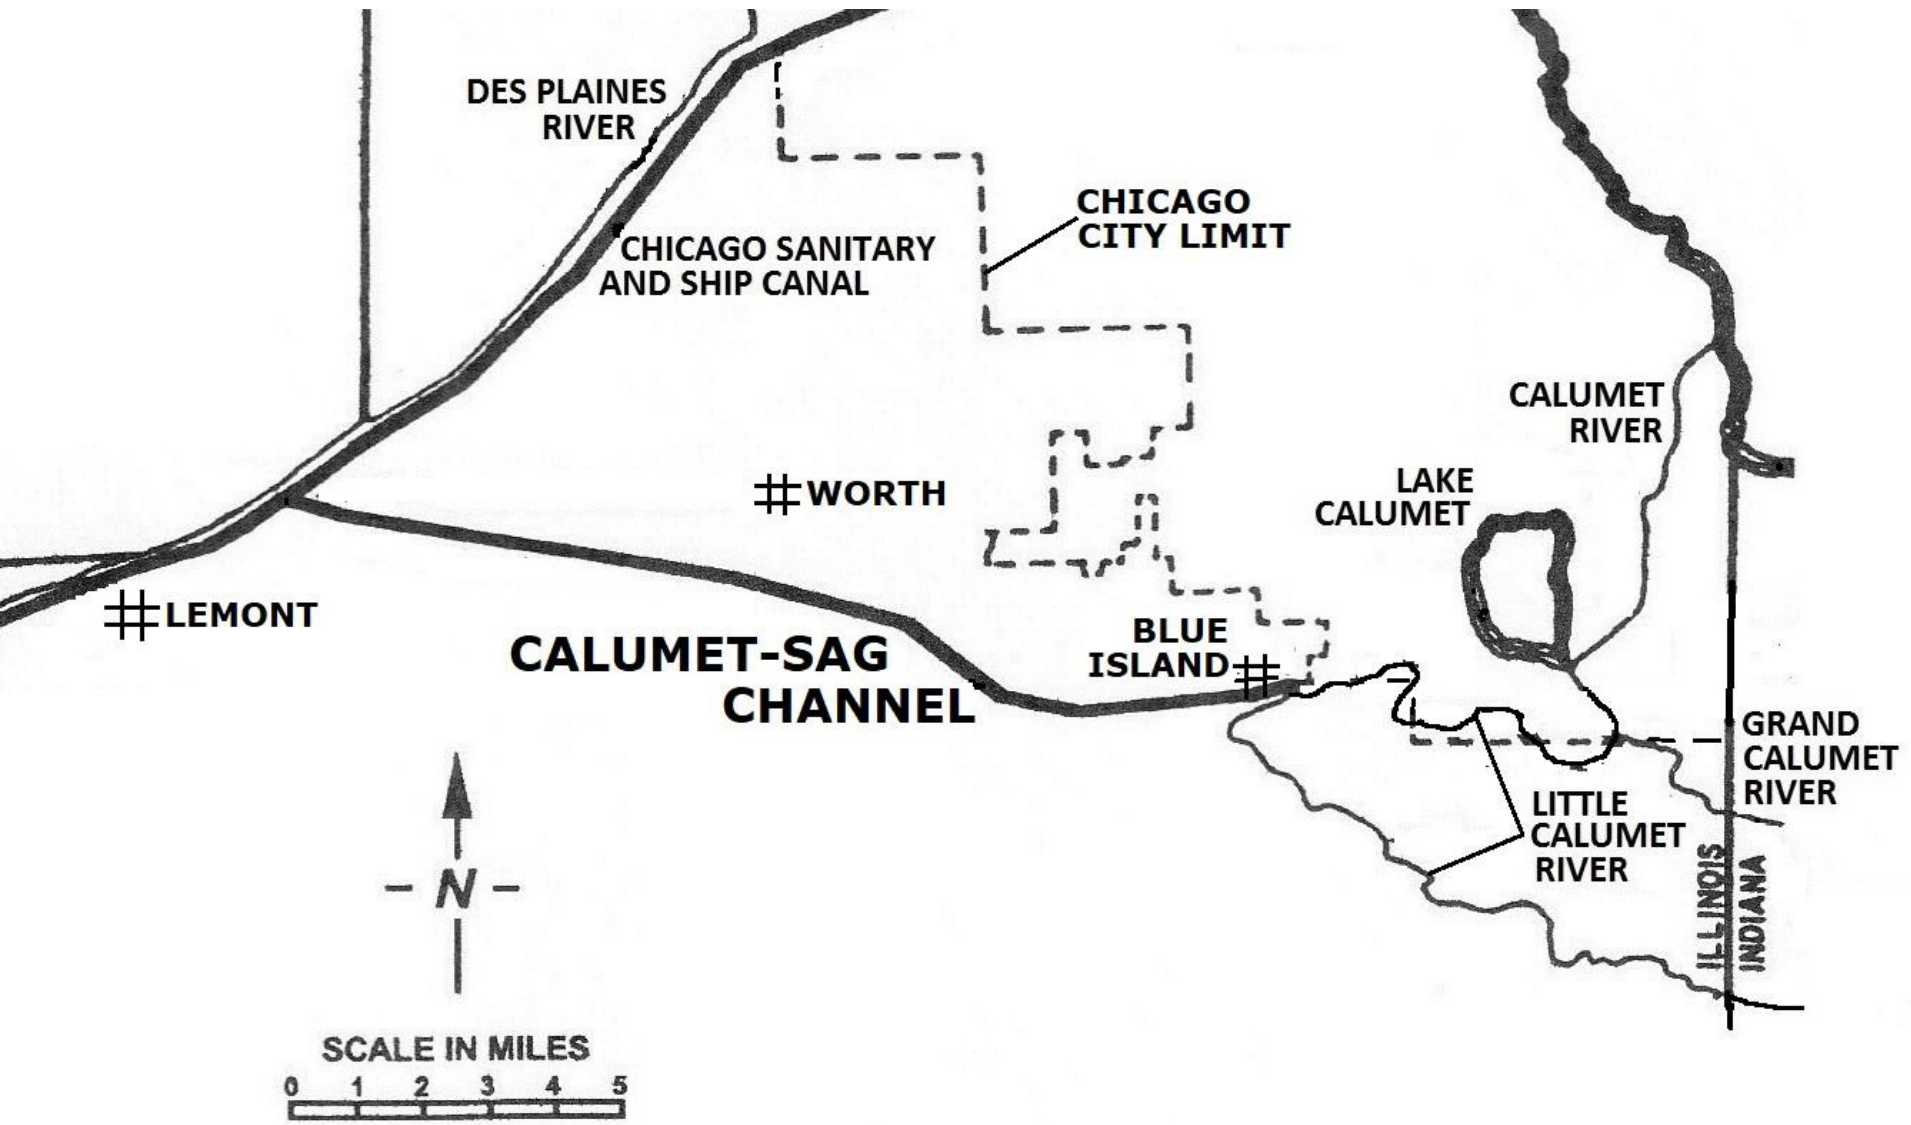 DES PLAINES
RIVER
CHICAGO
CITY LIMIT
CHICAGO SANITARY
AND SHIP CANAL
CALUMET
RIVER
LAKE
CALUMET
# WORTH
# LEMONT
BLUE
ISLAND #
CALUMET-SAG
CHANNEL
GRAND
CALUMET
RIVER
LITTLE
CALUMET
RIVER
ILLINOIS
INDIANA
- N -
SCALE IN MILES
0 1 2 3 4 5